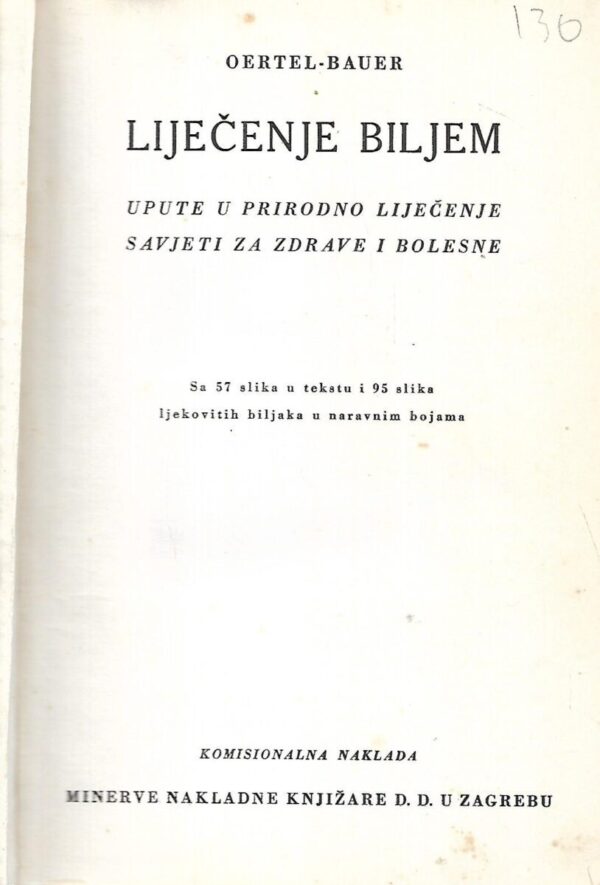 136
OERTEL-BAUER
LIJEČENJE BILJEM
UPUTE U PRIRODNO LIJEČENJE
SAVJETI ZA ZDRAVE I BOLESNE
Sa 57 slika u tekstu i 95 slika
ljekovitih biljaka u naravnim bojama
KOMISIONALNA NAKLADA
MINERVE NAKLADNE KNJIŽARE D. D. U ZAGREBU